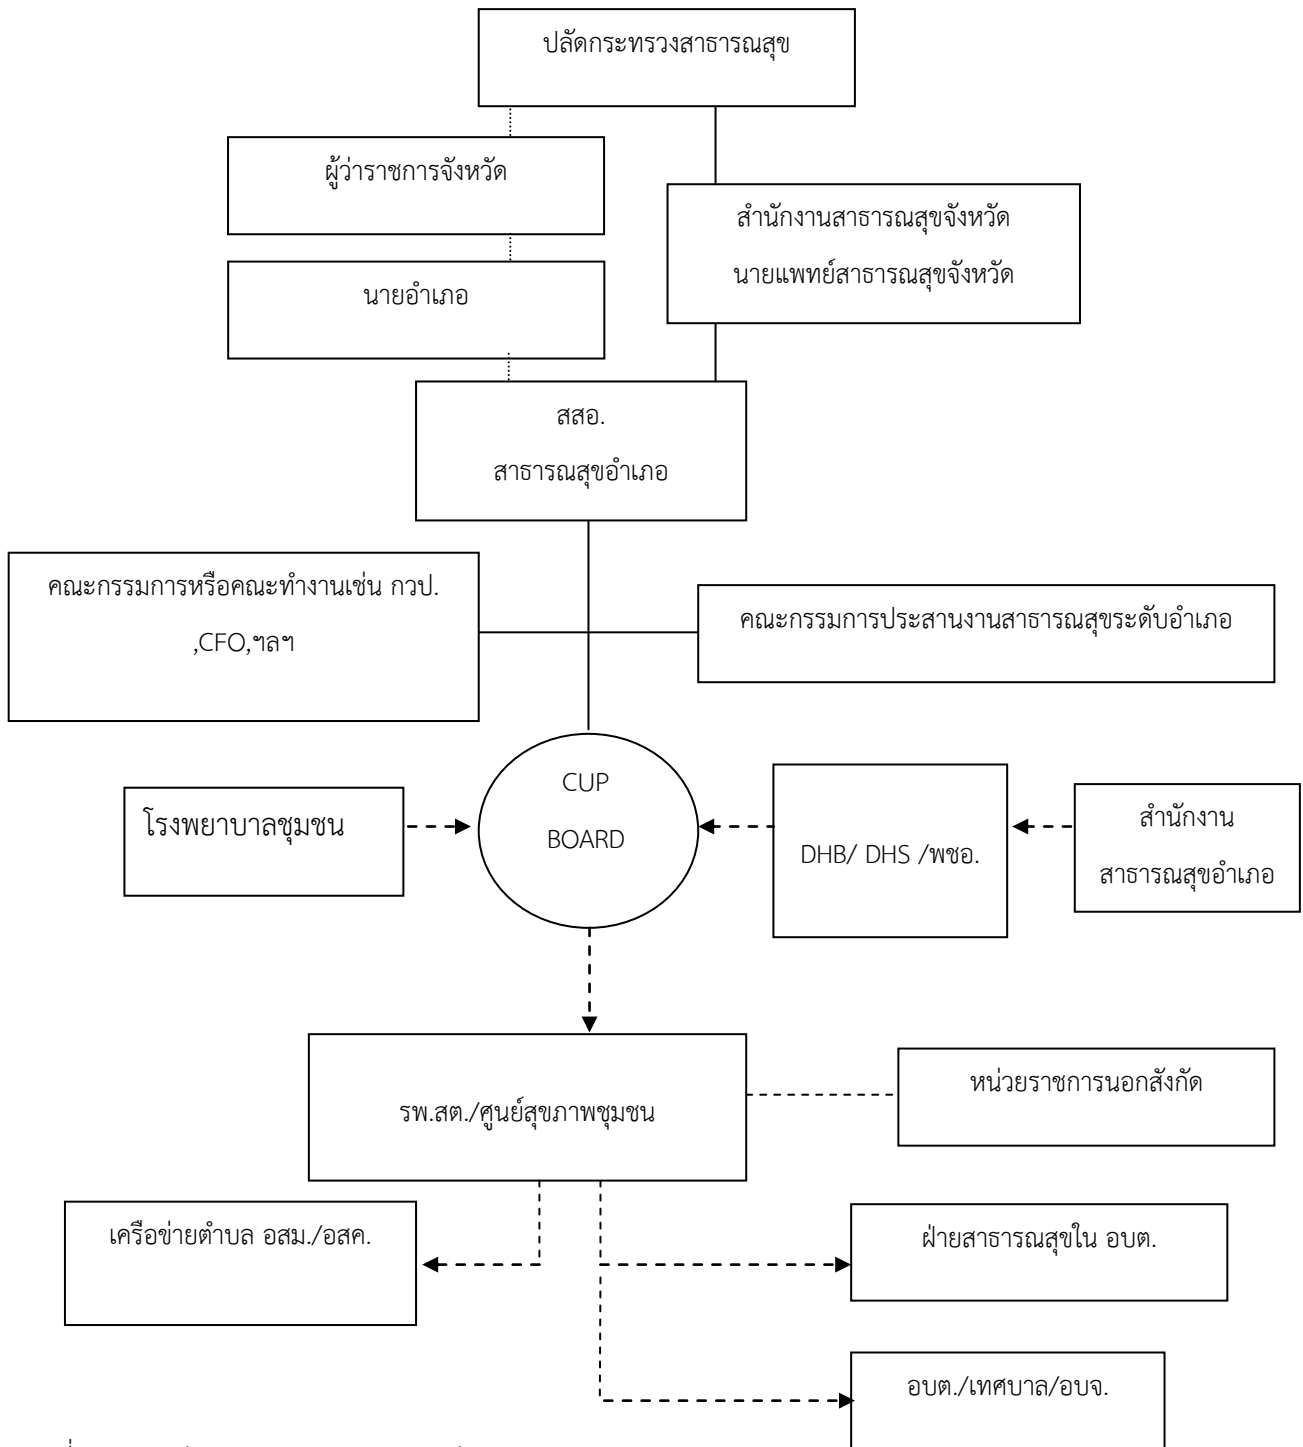 ปลัดกระทรวงสาธารณสุข
ผู้ว่าราชการจังหวัด
สำนักงานสาธารณสุขจังหวัด
นายแพทย์สาธารณสุขจังหวัด
นายอำเภอ
สสอ.
สาธารณสุขอำเภอ
คณะกรรมการหรือคณะทำงานเช่น กวป.
,CFO,ฯลฯ
คณะกรรมการประสานงานสาธารณสุขระดับอำเภอ
CUP
BOARD
โรงพยาบาลชุมชน
DHB/ DHS /พชอ.
สำนักงาน
สาธารณสุขอำเภอ
รพ.สต./ศูนย์สุขภาพชุมชน
หน่วยราชการนอกสังกัด
เครือข่ายตำบล อสม./อสค.
ฝ่ายสาธารณสุขใน อบต.
อบต./เทศบาล/อบจ.